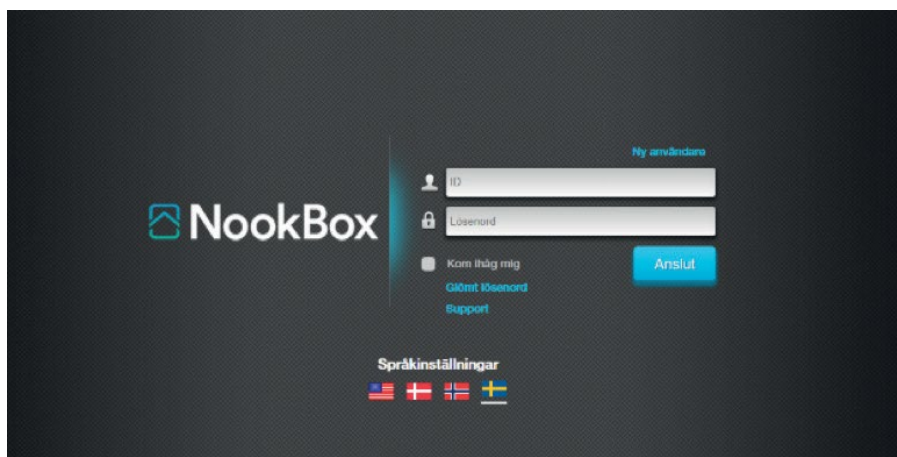 Ny användare
NookBox
ID
Lösenord
Kom ihåg mig
Anslut
Glömt lösenord
Support
Språkinställningar